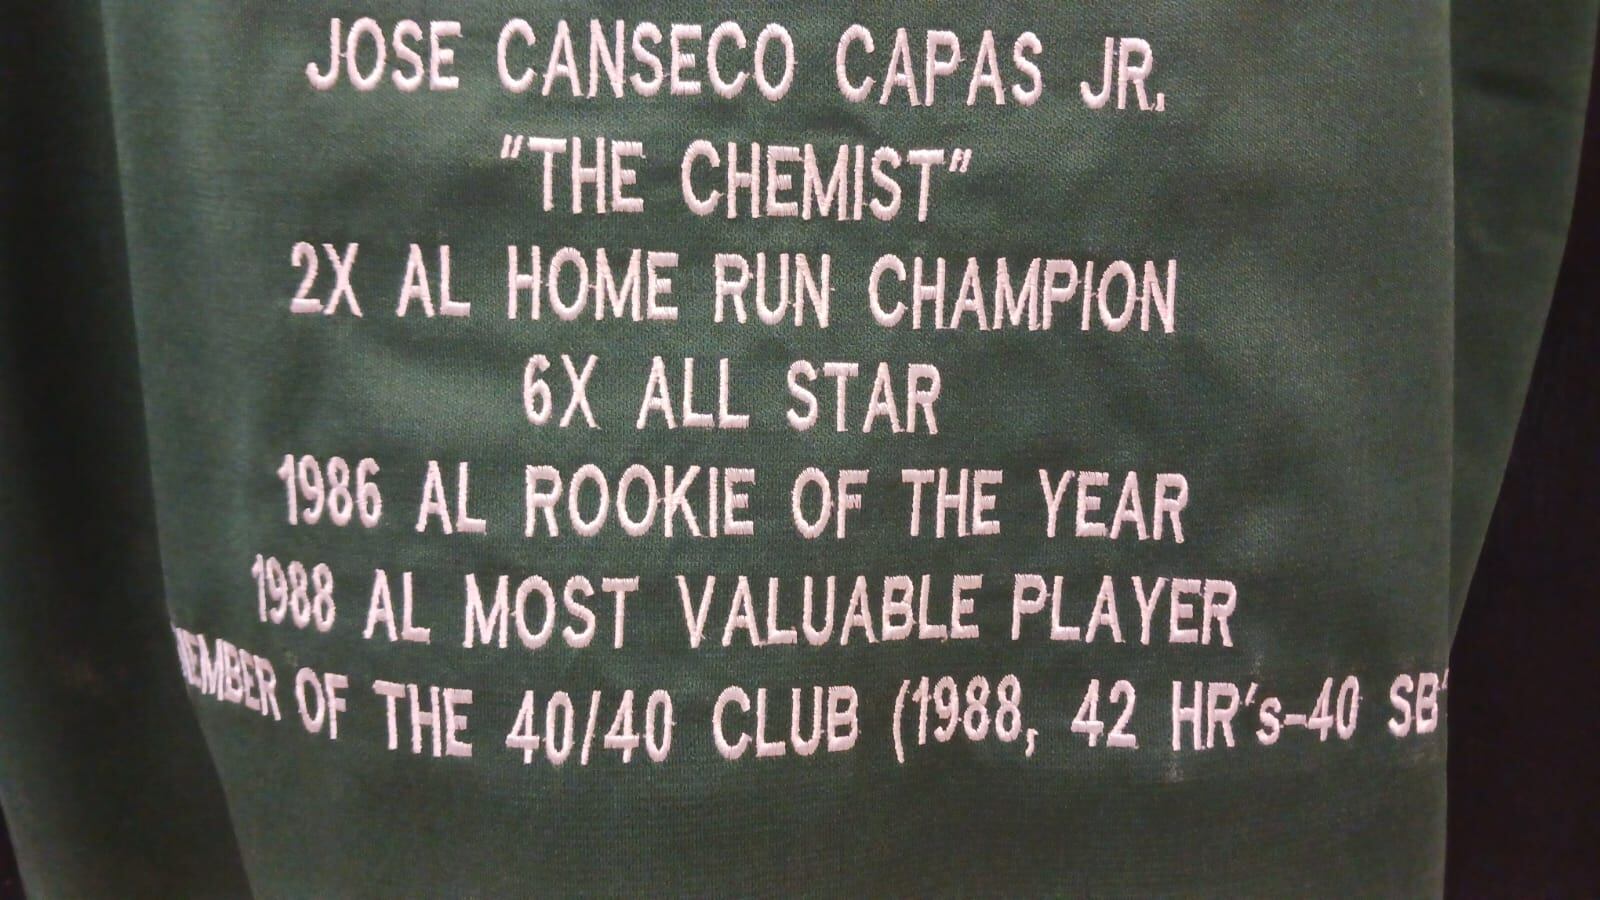 JOSE CANSECO CAPAS JR.
"THE CHEMIST"
2X AL HOME RUN CHAMPION
6X ALL STAR
1986 AL ROOKIE OF THE YEAR
1988 AL MOST VALUABLE PLAYER
MEMBER OF THE 40/40 CLUB (1988, 42 HR's-40 SB'